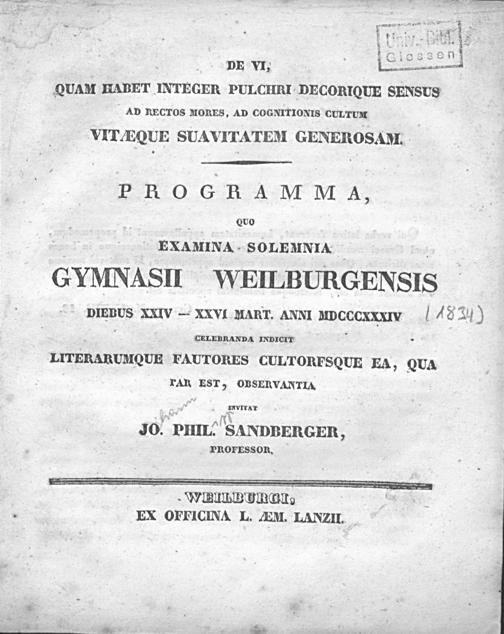 Univ.-Bibl.
Giessen
DE VI,
QUAM HABET INTEGER PULCHRI DECORIQUE SENSUS
AD RECTOS MORES, AD COGNITIONIS CULTUM
VITÆQUE SUAVITATEM GENEROSAM.
PROGRAMMA,
QUO
EXAMINA SOLEMNIA
GYMNASII WEILBURGENSIS
DIEBUS XXIV — XXVI MART. ANNI MDCCCXXXIV (1834)
CELEBRANDA INDICIT
LITERARUMQUE FAUTORES CULTORESQUE EA, QUA
PAR EST, OBSERVANTIA
INVITAT
JO. PHIL. SANDBERGER,
PROFESSOR.
WEILBURGI,
EX OFFICINA L. ÆM. LANZII.